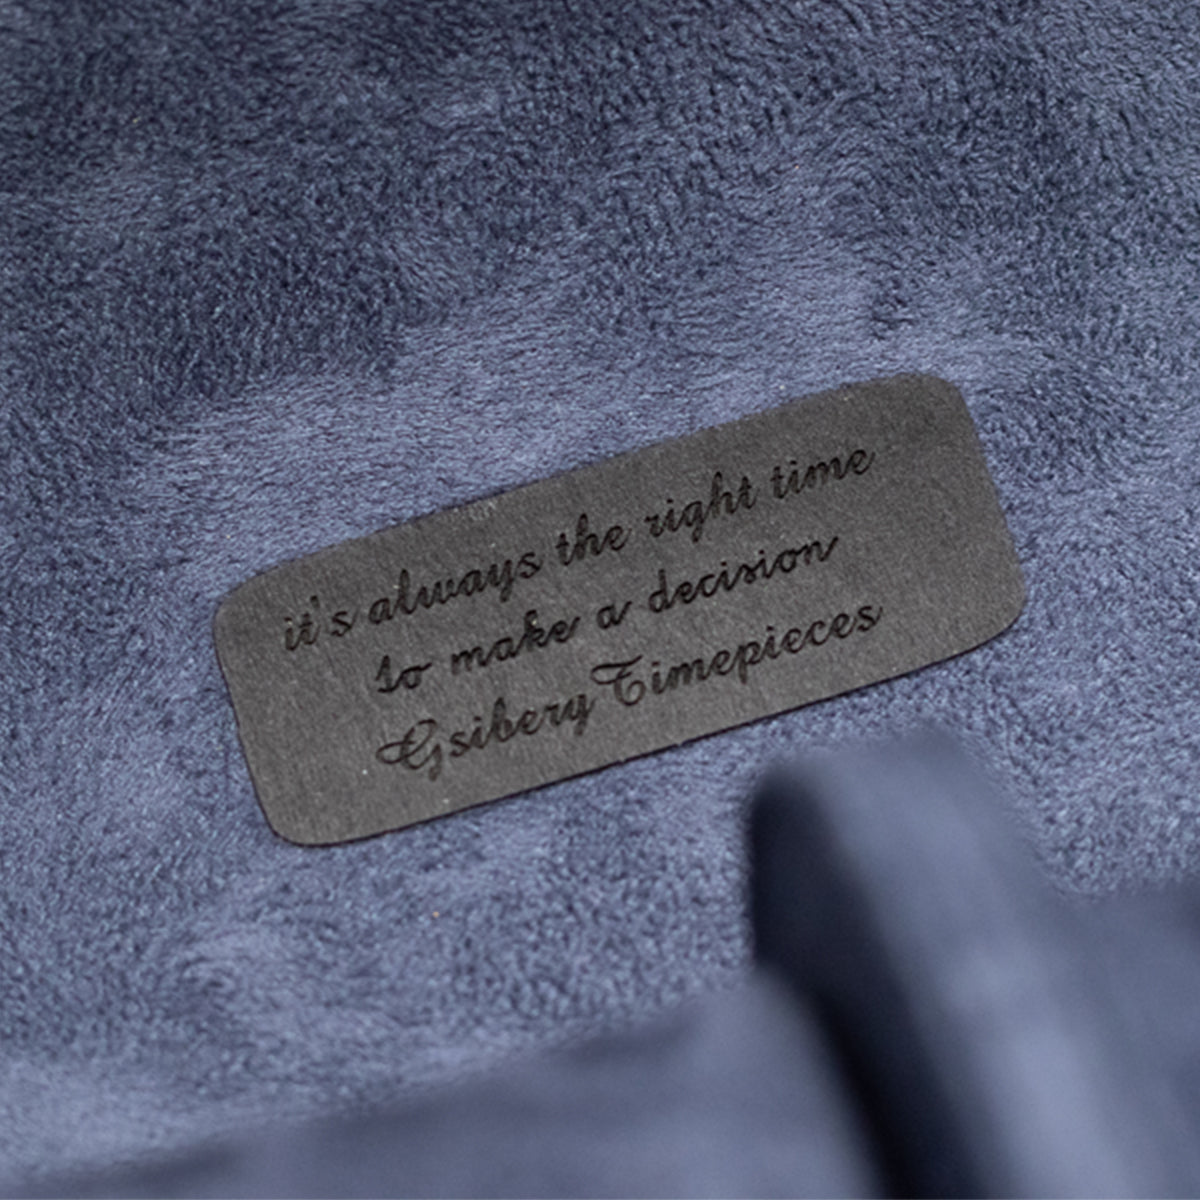 it's always the right time
to make a decision
Gsibery Timepieces